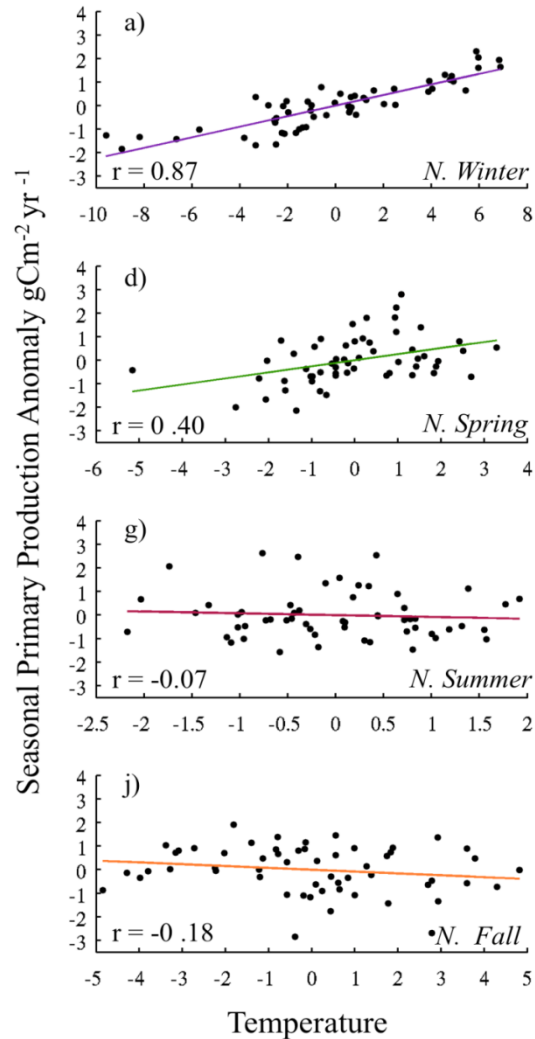 Seasonal Primary Production Anomaly gCm⁻² yr ⁻¹
a)
4
3
2
1
0
-1
-2
-3
r = 0.87
N. Winter
-10 -8 -6 -4 -2 0 2 4 6 8
d)
4
3
2
1
0
-1
-2
-3
r = 0 .40
N. Spring
-6 -5 -4 -3 -2 -1 0 1 2 3 4
g)
4
3
2
1
0
-1
-2
-3
r = -0.07
N. Summer
-2.5 -2 -1.5 -1 -0.5 0 0.5 1 1.5 2
j)
4
3
2
1
0
-1
-2
-3
r = -0 .18
N. Fall
-5 -4 -3 -2 -1 0 1 2 3 4 5
Temperature